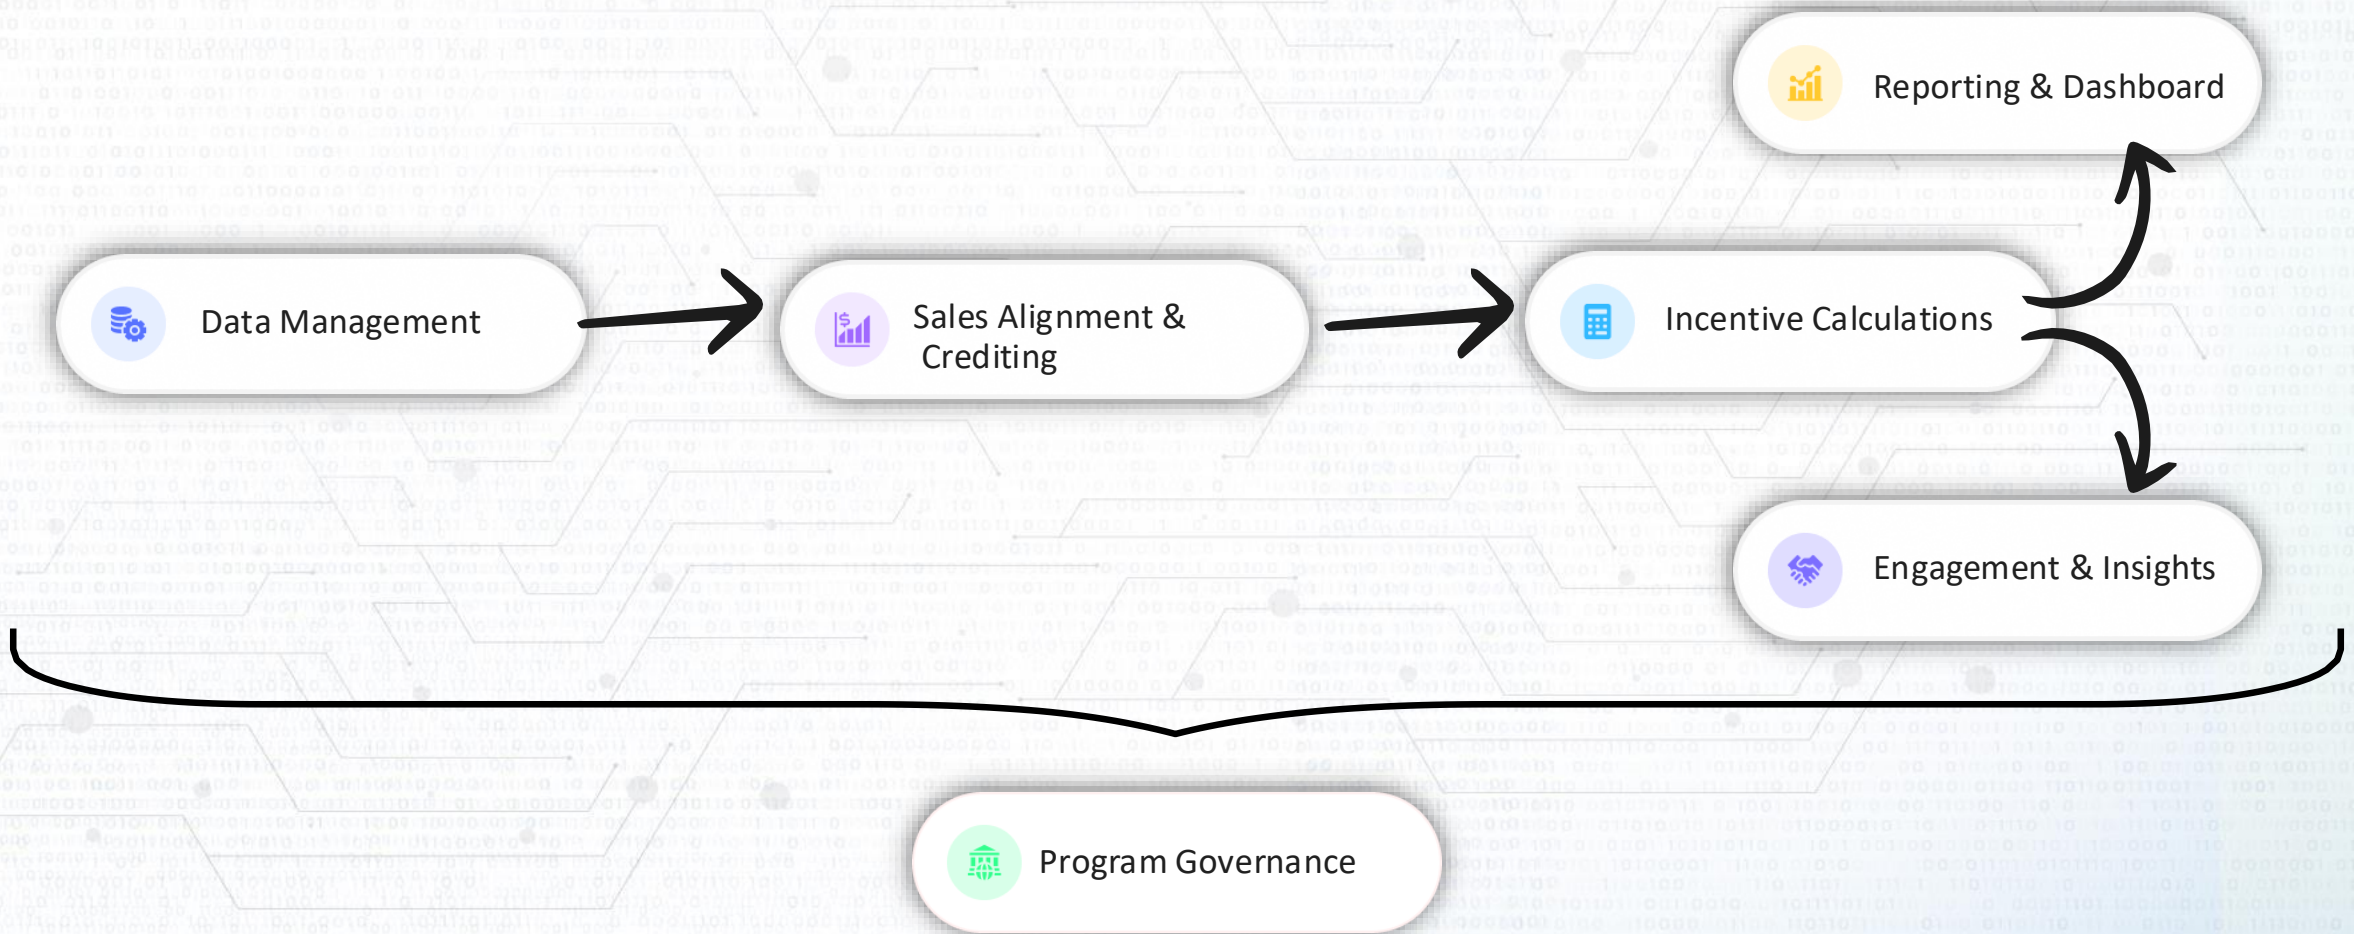 Reporting & Dashboard
Data Management
Sales Alignment &
Crediting
Incentive Calculations
Engagement & Insights
Program Governance